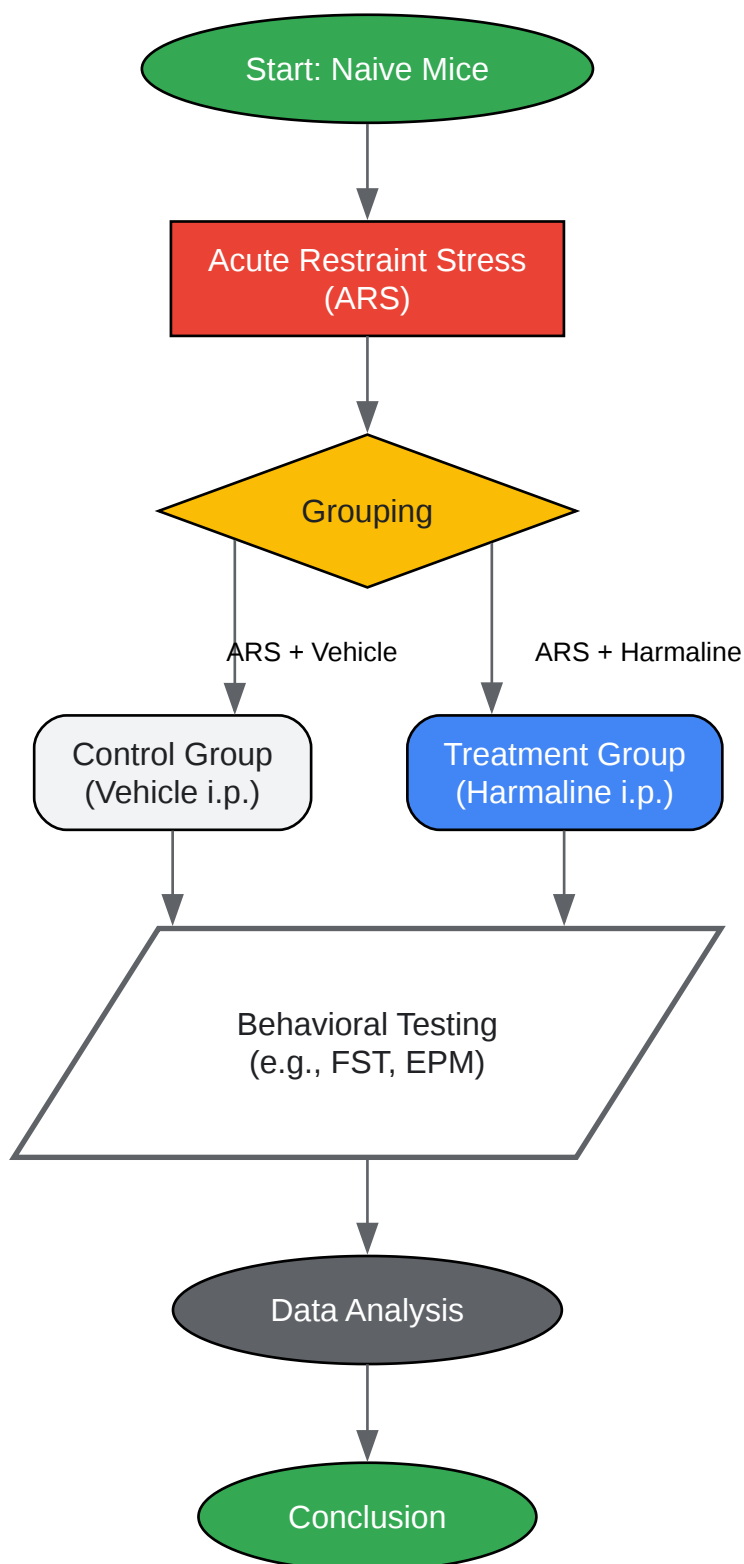 Start: Naive Mice
Acute Restraint Stress
(ARS)
Grouping
ARS + Vehicle
ARS + Harmaline
Control Group
(Vehicle i.p.)
Treatment Group
(Harmaline i.p.)
Behavioral Testing
(e.g., FST, EPM)
Data Analysis
Conclusion